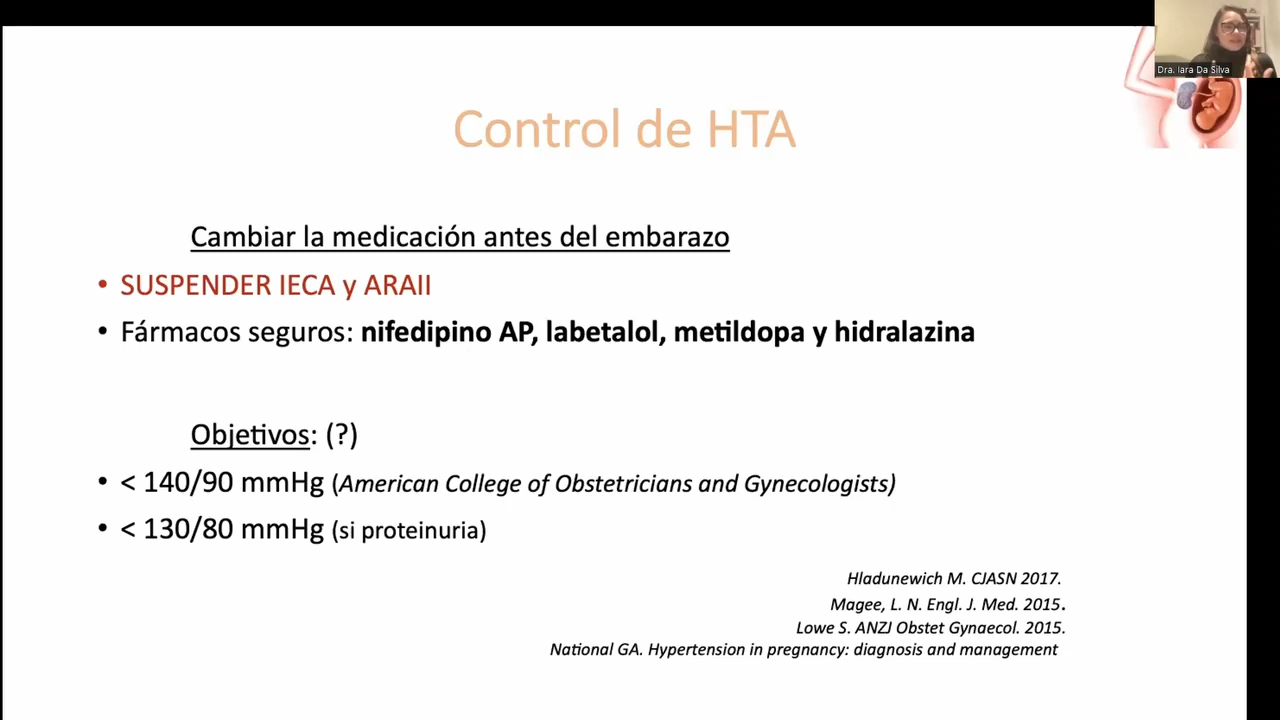 Dra. Iara Da Silva
Control de HTA
Cambiar la medicación antes del embarazo
• SUSPENDER IECA y ARAII
• Fármacos seguros: nifedipino AP, labetalol, metildopa y hidralazina
Objetivos: (?)
• < 140/90 mmHg (American College of Obstetricians and Gynecologists)
• < 130/80 mmHg (si proteinuria)
Hladunewich M. CJASN 2017.
Magee, L. N. Engl. J. Med. 2015.
Lowe S. ANZJ Obstet Gynaecol. 2015.
National GA. Hypertension in pregnancy: diagnosis and management